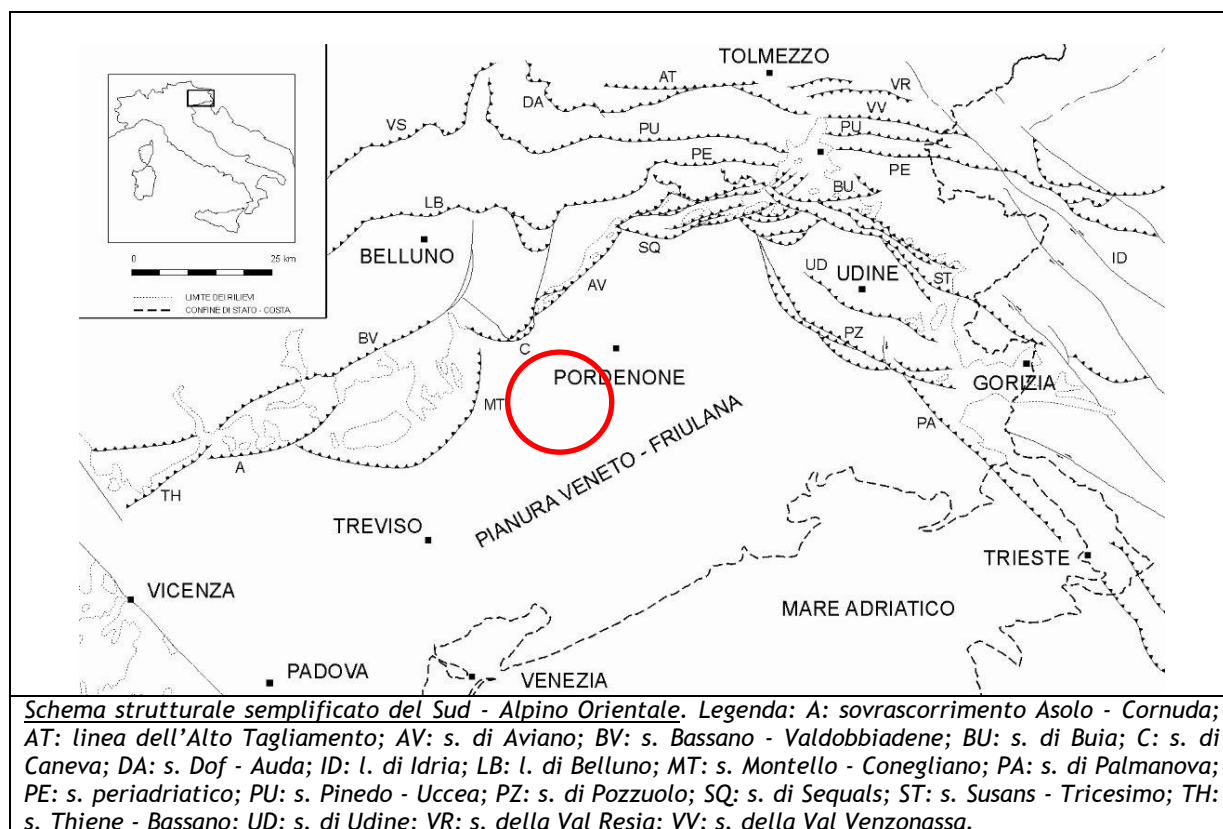 TOLMEZZO
AT
VR
DA
VV
VS
PU
PU
PE
PE
BU
LB
BELLUNO
SQ
0 25 km
UD
UDINE
ST
ID
AV
LIMITE DEI RILIEVI
CONFINE DI STATO - COSTA
BV
PZ
C
PORDENONE
GORIZIA
MT
PA
A
TH
PIANURA VENETO - FRIULANA
TREVISO
TRIESTE
VICENZA
MARE ADRIATICO
PADOVA
VENEZIA
Schema strutturale semplificato del Sud - Alpino Orientale. Legenda: A: sovrascorrimento Asolo - Cornuda;
AT: linea dell'Alto Tagliamento; AV: s. di Aviano; BV: s. Bassano - Valdobbiadene; BU: s. di Buia; C: s. di
Caneva; DA: s. Dof - Auda; ID: l. di Idria; LB: l. di Belluno; MT: s. Montello - Conegliano; PA: s. di Palmanova;
PE: s. periadriatico; PU: s. Pinedo - Uccea; PZ: s. di Pozzuolo; SQ: s. di Sequals; ST: s. Susans - Tricesimo; TH:
s. Thiene - Bassano; UD: s. di Udine; VR: s. della Val Resia; VV: s. della Val Venzonassa.